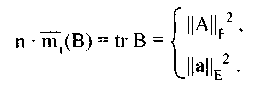 n · m̅₁(B) = tr B = { ||A||_F² ,
||a||_E² .